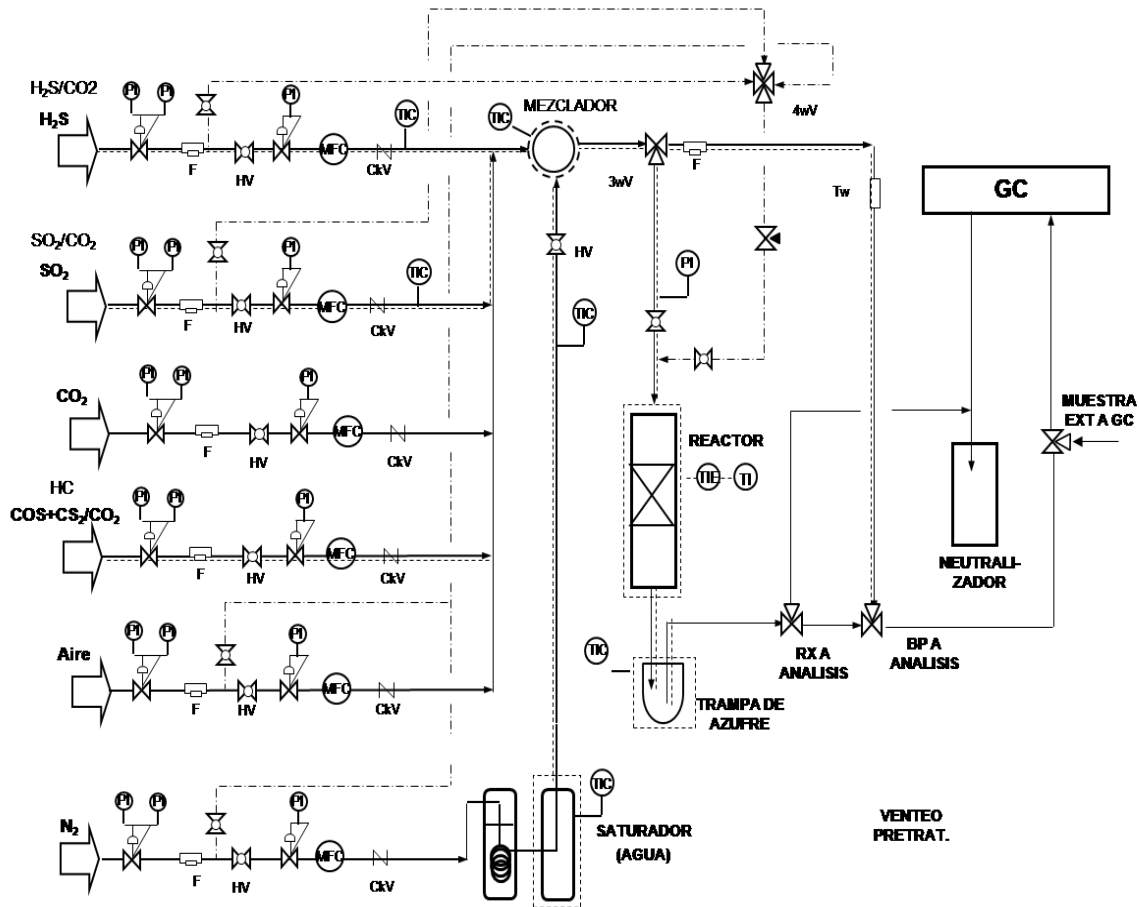 H₂S/CO2
H₂S
PI
PI
PI
TIC
F
HV
MFC
CkV
TIC
MEZCLADOR
3wV
F
4wV
Tw
GC
SO₂/CO₂
SO₂
PI
PI
PI
TIC
F
HV
MFC
CkV
HV
TIC
PI
CO₂
PI
PI
PI
F
HV
MFC
CkV
REACTOR
TIE
TI
MUESTRA
EXT A GC
HC
COS+CS₂/CO₂
PI
PI
PI
F
HV
MFC
CkV
NEUTRALI-
ZADOR
Aire
PI
PI
PI
F
HV
MFC
CkV
TIC
TRAMPA DE
AZUFRE
RX A
ANALISIS
BP A
ANALISIS
N₂
PI
PI
PI
F
HV
MFC
CkV
TIC
SATURADOR
(AGUA)
VENTEO
PRETRAT.